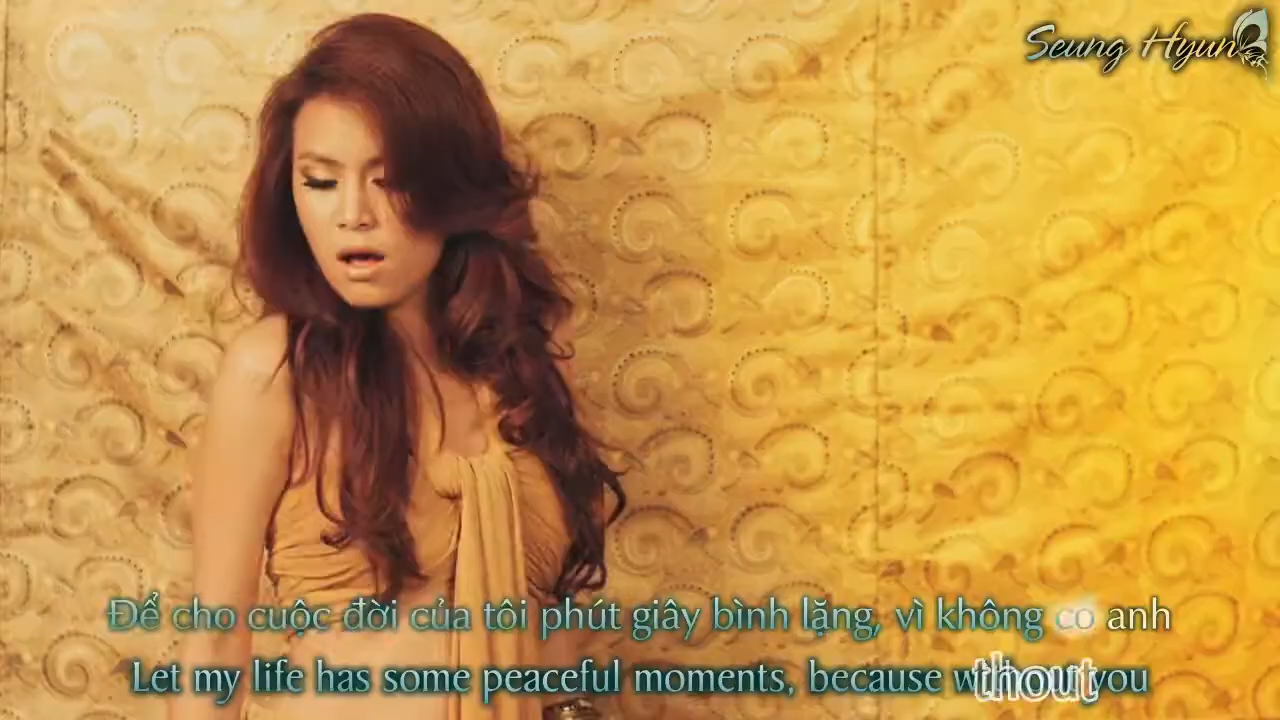 Seung Hyun
Để cho cuộc đời của tôi phút giây bình lặng, vì không co anh
Let my life has some peaceful moments, because without you